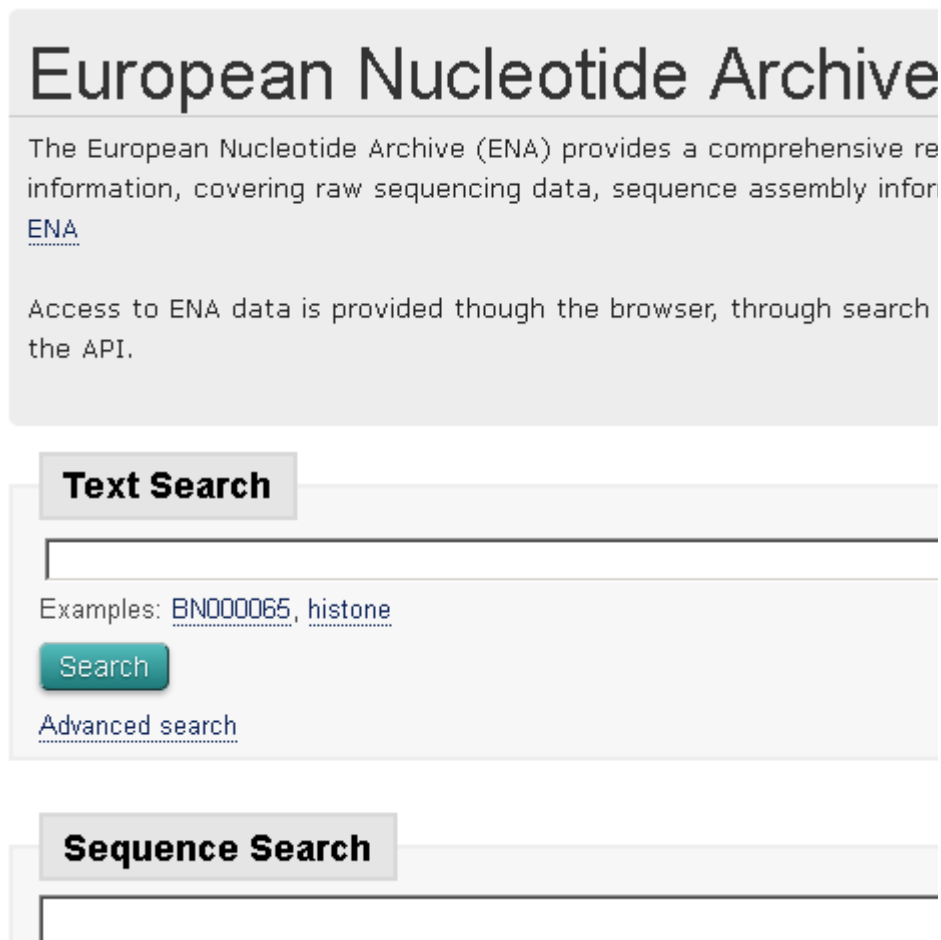 European Nucleotide Archive
The European Nucleotide Archive (ENA) provides a comprehensive re
information, covering raw sequencing data, sequence assembly infor
ENA
Access to ENA data is provided though the browser, through search
the API.
Text Search
Examples: BN000065, histone
Search
Advanced search
Sequence Search